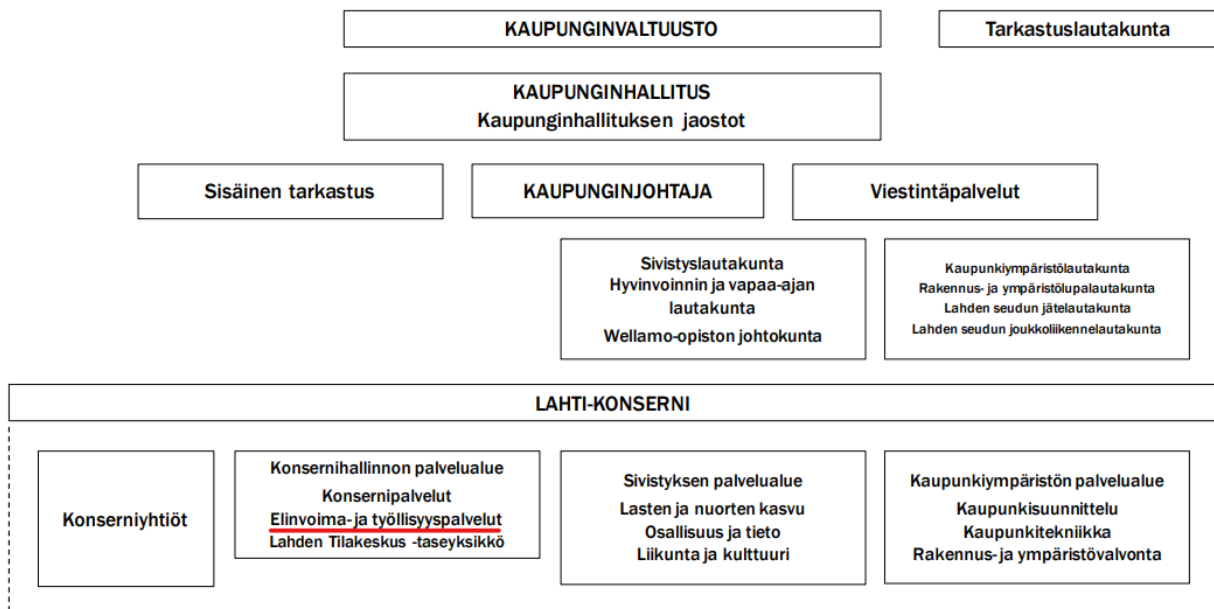 KAUPUNGINVALTUUSTO
Tarkastuslautakunta
KAUPUNGINHALLITUS
Kaupunginhallituksen jaostot
Sisäinen tarkastus
KAUPUNGINJOHTAJA
Viestintäpalvelut
Sivistyslautakunta
Hyvinvoinnin ja vapaa-ajan
lautakunta
Wellamo-opiston johtokunta
Kaupunkiympäristölautakunta
Rakennus- ja ympäristölupalautakunta
Lahden seudun jätelautakunta
Lahden seudun joukkoliikennelautakunta
LAHTI-KONSERNI
Konserniyhtiöt
Konsernihallinnon palvelualue
Konsernipalvelut
Elinvoima-ja työllisyyspalvelut
Lahden Tilakeskus -taseyksikkö
Sivistyksen palvelualue
Lasten ja nuorten kasvu
Osallisuus ja tieto
Liikunta ja kulttuuri
Kaupunkiympäristön palvelualue
Kaupunkisuunnittelu
Kaupunkitekniikka
Rakennus- ja ympäristövalvonta